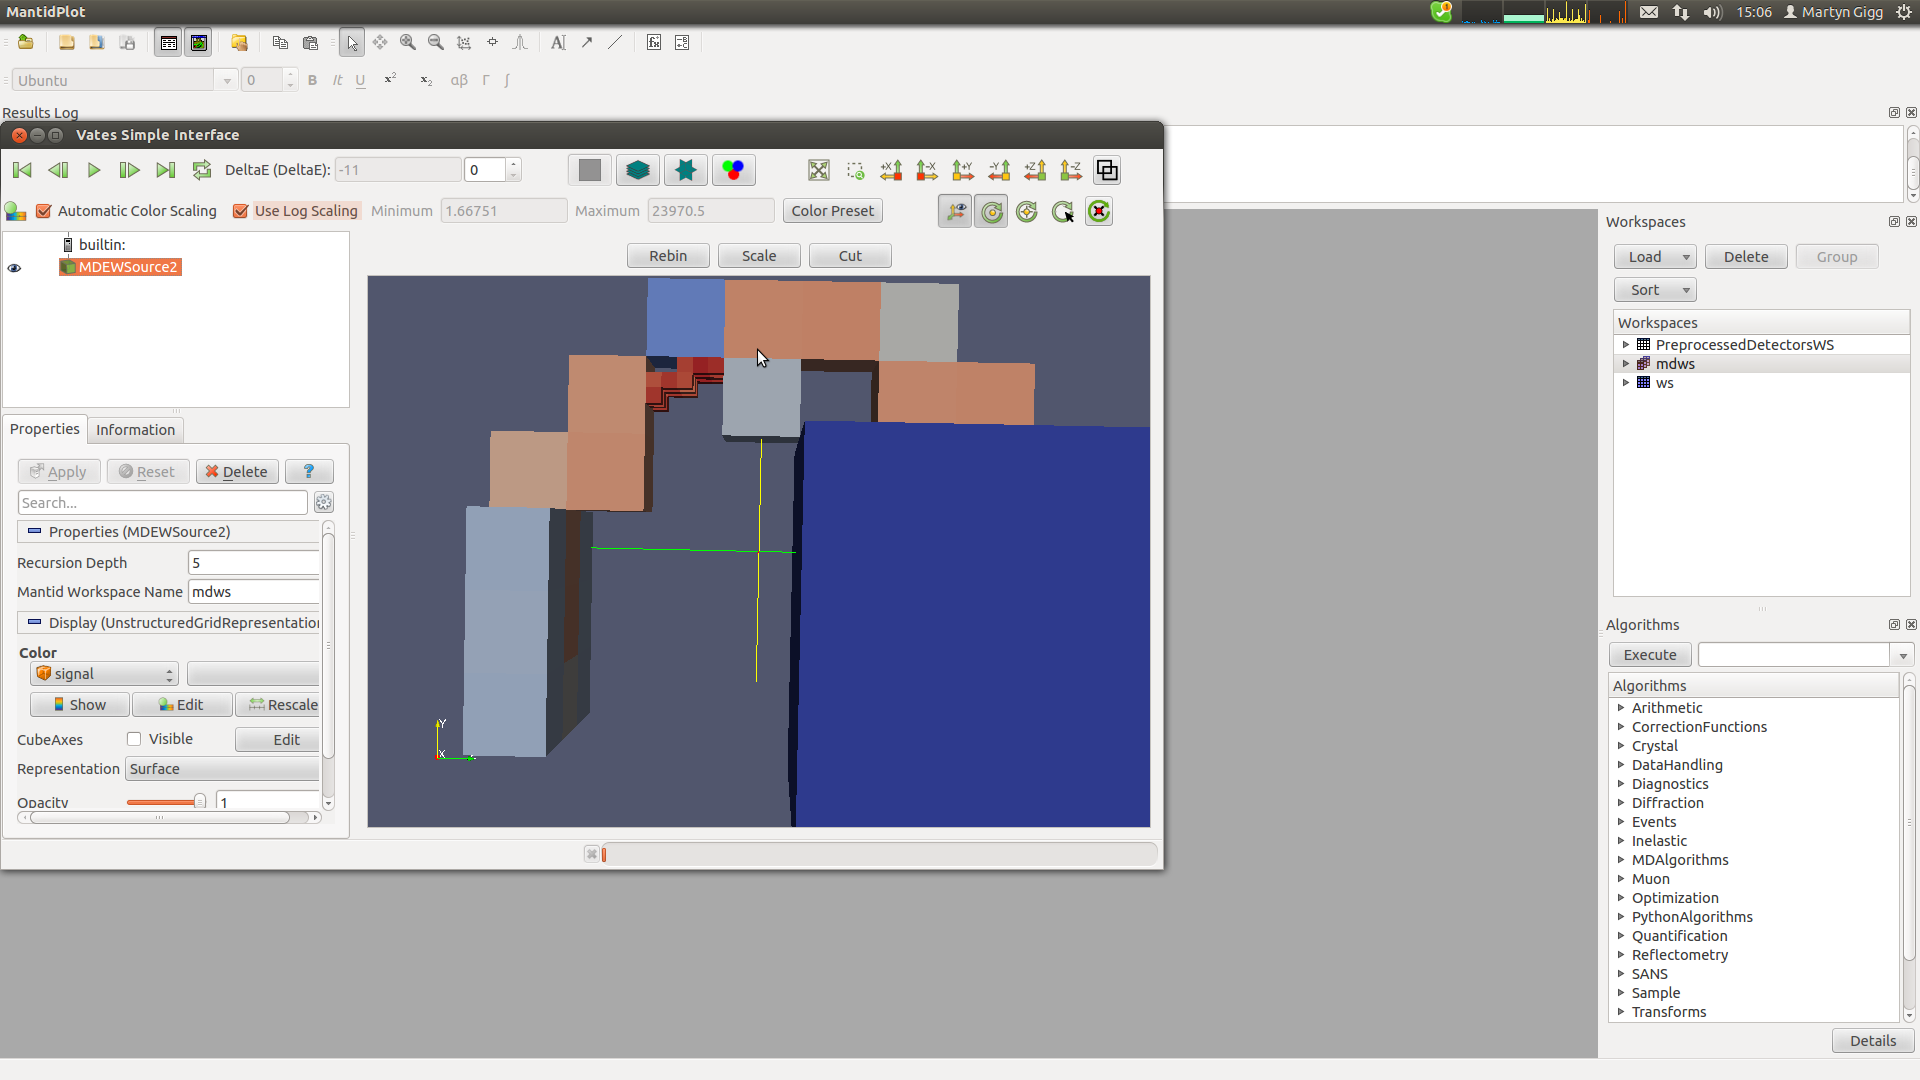 MantidPlot
15:06 Martyn Gigg
Ubuntu 0 B It U x² x₂ αβ Γ ∫
Results Log
Vates Simple Interface
DeltaE (DeltaE): -11 0
+X -X +Y -Y +Z -Z
Automatic Color Scaling Use Log Scaling Minimum 1.66751 Maximum 23970.5 Color Preset
builtin:
MDEWSource2
Rebin Scale Cut
Properties Information
Apply Reset Delete ?
Search...
Properties (MDEWSource2)
Recursion Depth 5
Mantid Workspace Name mdws
Display (UnstructuredGridRepresentation
Color
signal
Show Edit Rescale
CubeAxes Visible Edit
Representation Surface
Opacity 1
Y
X
Workspaces
Load Delete Group
Sort
Workspaces
PreprocessedDetectorsWS
mdws
ws
Algorithms
Execute
Algorithms
Arithmetic
CorrectionFunctions
Crystal
DataHandling
Diagnostics
Diffraction
Events
Inelastic
MDAlgorithms
Muon
Optimization
PythonAlgorithms
Quantification
Reflectometry
SANS
Sample
Transforms
Details